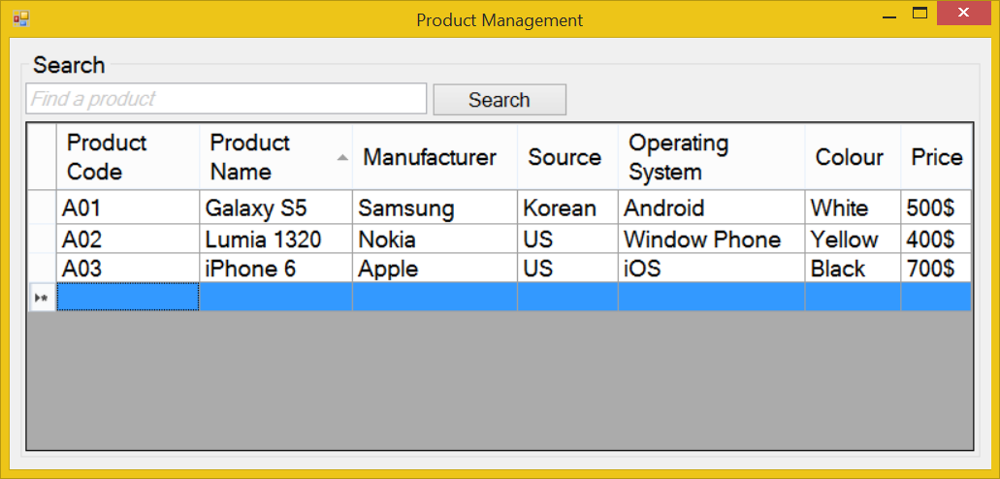 Product Management
Search
Find a product
Search
Product Code
Product Name
Manufacturer
Source
Operating System
Colour
Price
A01 Galaxy S5 Samsung Korean Android White 500$
A02 Lumia 1320 Nokia US Window Phone Yellow 400$
A03 iPhone 6 Apple US iOS Black 700$